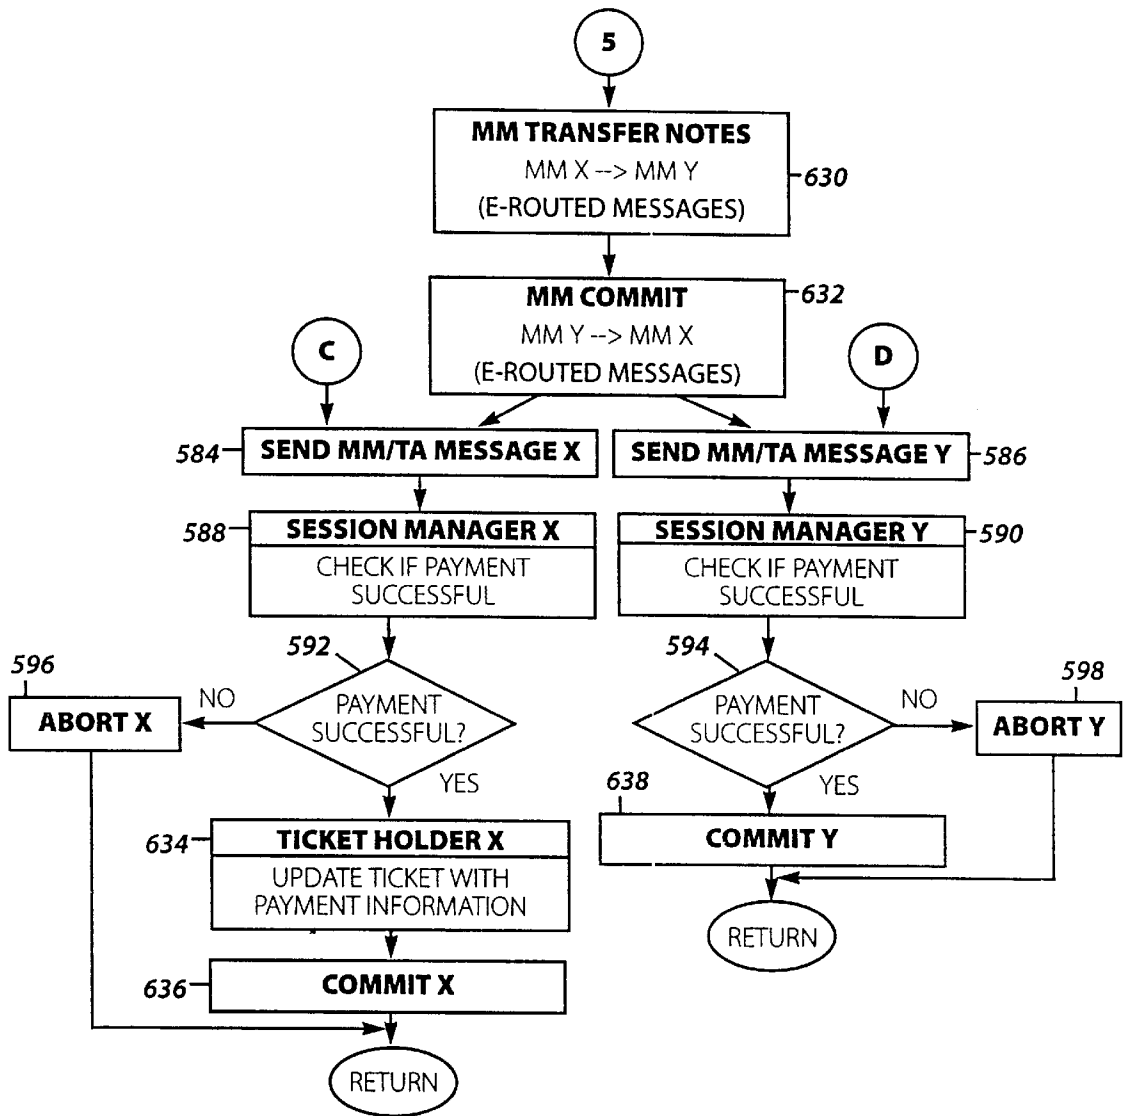 5
MM TRANSFER NOTES
MM X --> MM Y
(E-ROUTED MESSAGES)
630
MM COMMIT
MM Y --> MM X
(E-ROUTED MESSAGES)
632
C
D
584
SEND MM/TA MESSAGE X
SEND MM/TA MESSAGE Y
586
588
SESSION MANAGER X
CHECK IF PAYMENT
SUCCESSFUL
SESSION MANAGER Y
590
CHECK IF PAYMENT
SUCCESSFUL
592
594
596
NO
ABORT X
PAYMENT
SUCCESSFUL?
YES
PAYMENT
SUCCESSFUL?
NO
598
ABORT Y
YES
638
COMMIT Y
634
TICKET HOLDER X
UPDATE TICKET WITH
PAYMENT INFORMATION
RETURN
636
COMMIT X
RETURN